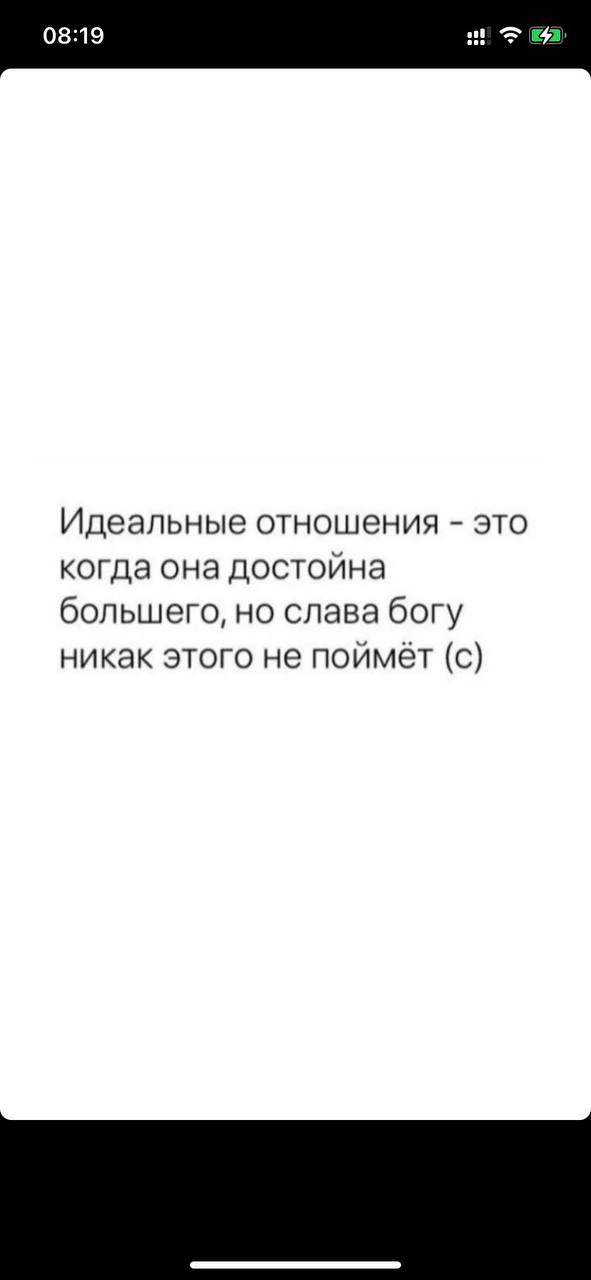 08:19
Идеальные отношения - это
когда она достойна
большего, но слава богу
никак этого не поймёт (с)